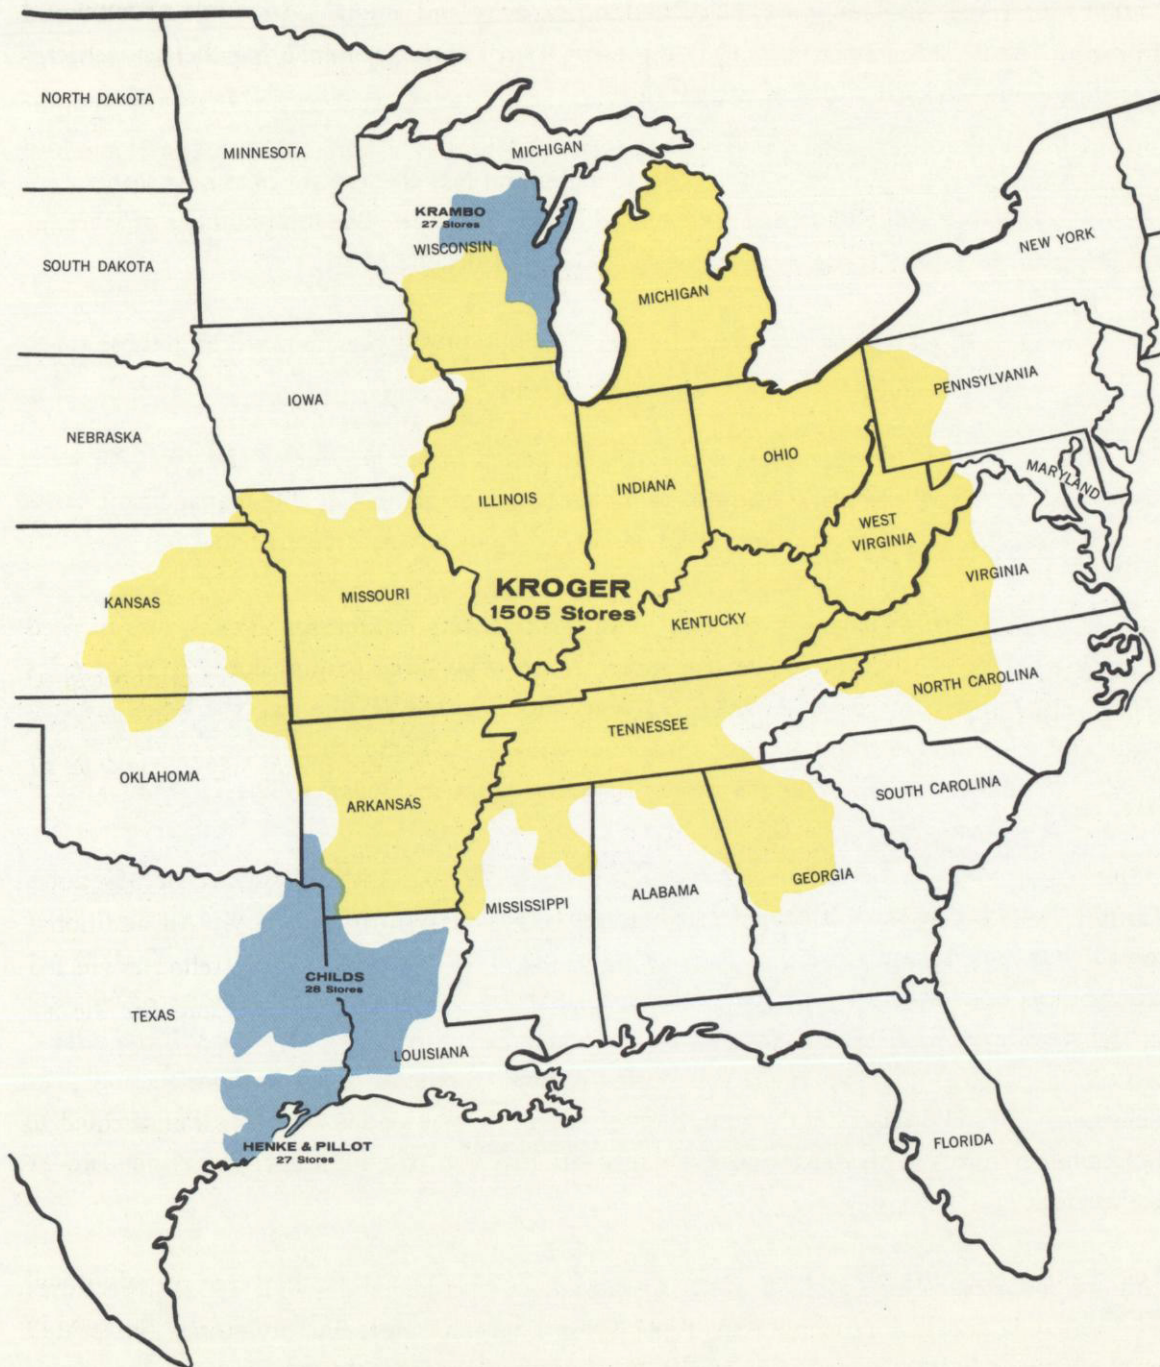 NORTH DAKOTA
MINNESOTA
MICHIGAN
KRAMBO
27 Stores
WISCONSIN
NEW YORK
SOUTH DAKOTA
MICHIGAN
PENNSYLVANIA
IOWA
NEBRASKA
OHIO
MARYLAND
ILLINOIS
INDIANA
WEST
VIRGINIA
VIRGINIA
KROGER
1505 Stores
KANSAS
MISSOURI
KENTUCKY
NORTH CAROLINA
TENNESSEE
OKLAHOMA
ARKANSAS
SOUTH CAROLINA
GEORGIA
MISSISSIPPI
ALABAMA
CHILDS
28 Stores
TEXAS
LOUISIANA
HENKE & PILLOT
27 Stores
FLORIDA